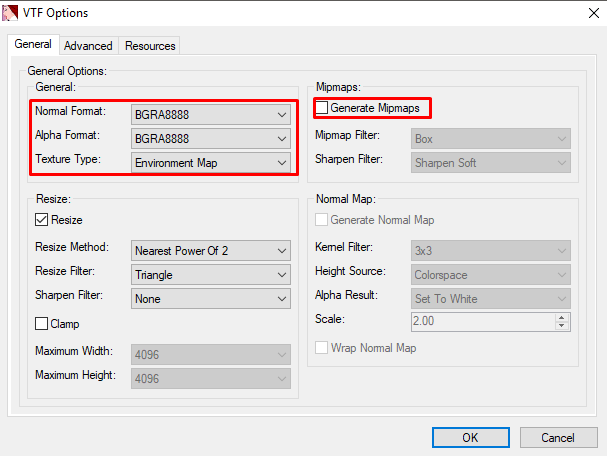 VTF Options
General Advanced Resources
General Options:
General:
Normal Format: BGRA8888
Alpha Format: BGRA8888
Texture Type: Environment Map
Mipmaps:
Generate Mipmaps
Mipmap Filter: Box
Sharpen Filter: Sharpen Soft
Resize:
Resize
Resize Method: Nearest Power Of 2
Resize Filter: Triangle
Sharpen Filter: None
Clamp
Maximum Width: 4096
Maximum Height: 4096
Normal Map:
Generate Normal Map
Kernel Filter: 3x3
Height Source: Colorspace
Alpha Result: Set To White
Scale: 2.00
Wrap Normal Map
OK Cancel